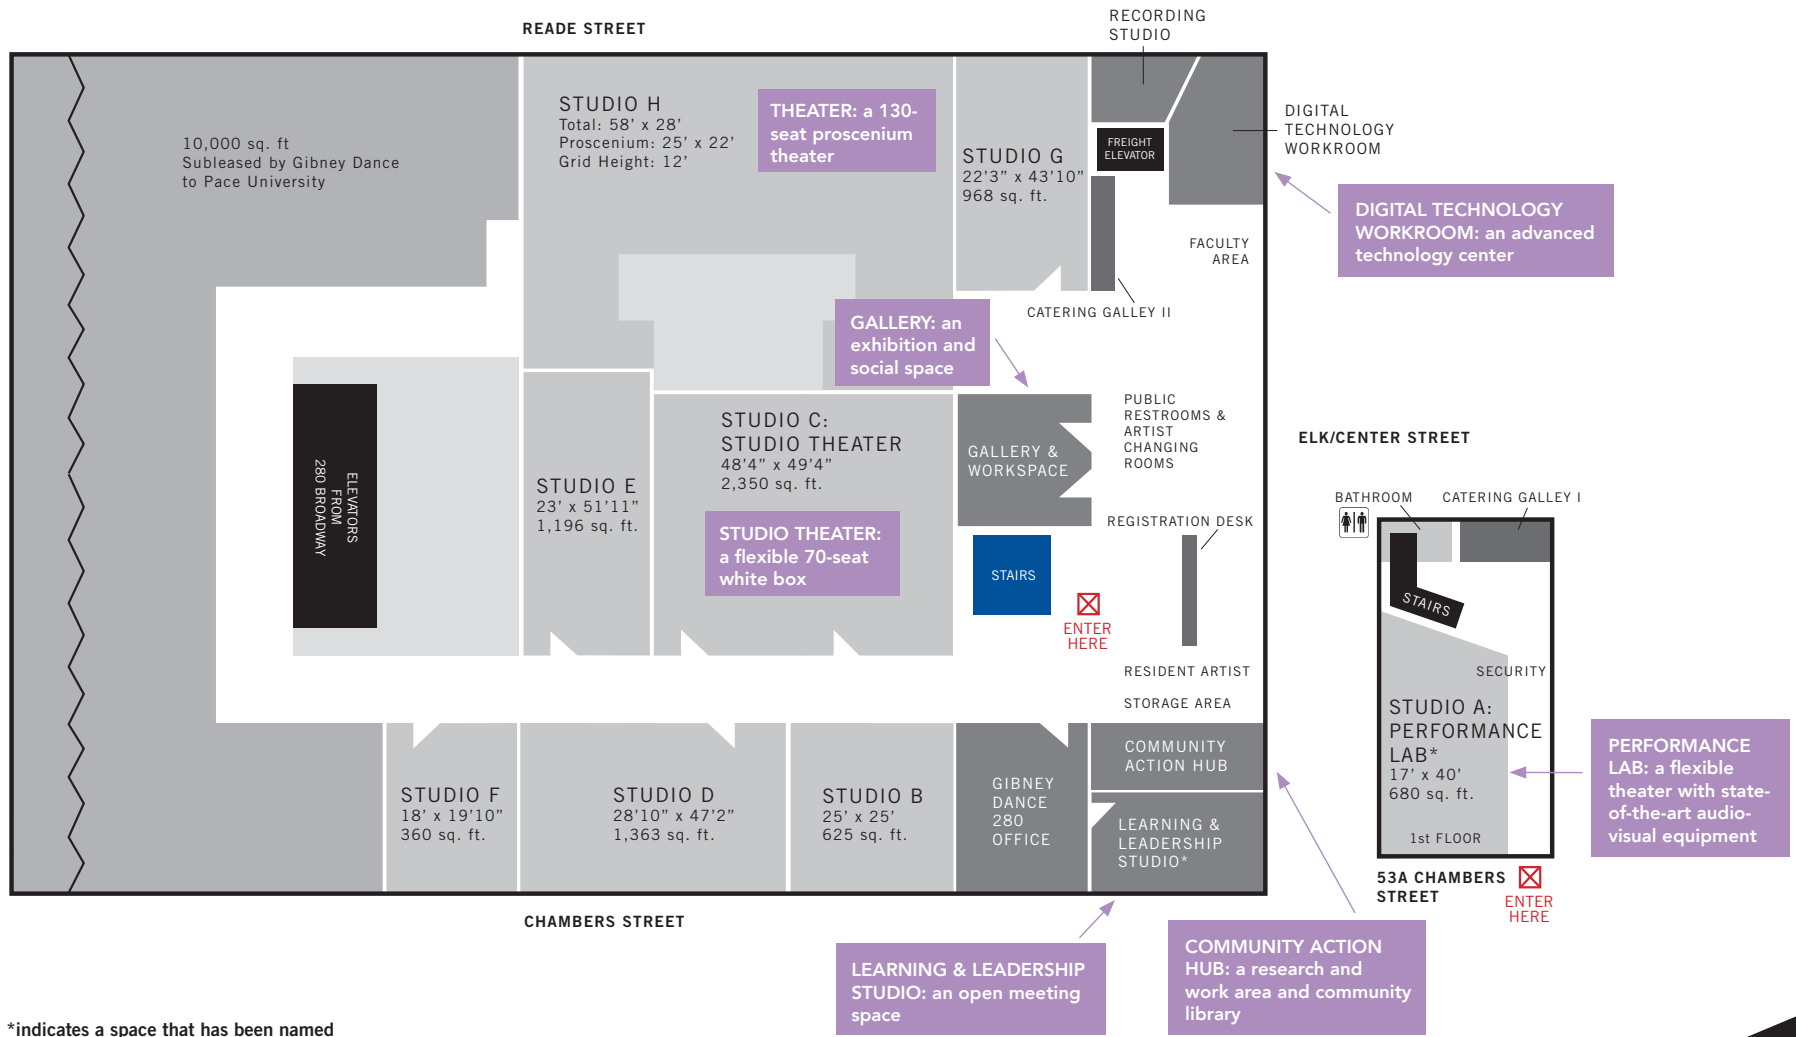 READE STREET
RECORDING
STUDIO
10,000 sq. ft
Subleased by Gibney Dance
to Pace University
STUDIO H
Total: 58’ x 28’
Proscenium: 25’ x 22’
Grid Height: 12’
THEATER: a 130-
seat proscenium
theater
STUDIO G
22’3” x 43’10”
968 sq. ft.
FREIGHT
ELEVATOR
DIGITAL
TECHNOLOGY
WORKROOM
DIGITAL TECHNOLOGY
WORKROOM: an advanced
technology center
FACULTY
AREA
CATERING GALLEY II
GALLERY: an
exhibition and
social space
ELEVATORS
FROM
280 BROADWAY
STUDIO E
23’ x 51’11”
1,196 sq. ft.
STUDIO C:
STUDIO THEATER
48’4” x 49’4”
2,350 sq. ft.
STUDIO THEATER:
a flexible 70-seat
white box
GALLERY &
WORKSPACE
PUBLIC
RESTROOMS &
ARTIST
CHANGING
ROOMS
REGISTRATION DESK
STAIRS
ENTER
HERE
RESIDENT ARTIST
STORAGE AREA
STUDIO F
18’ x 19’10”
360 sq. ft.
STUDIO D
28’10” x 47’2”
1,363 sq. ft.
STUDIO B
25’ x 25’
625 sq. ft.
GIBNEY
DANCE
280
OFFICE
COMMUNITY
ACTION HUB
LEARNING &
LEADERSHIP
STUDIO*
CHAMBERS STREET
ELK/CENTER STREET
BATHROOM
CATERING GALLEY I
STAIRS
SECURITY
STUDIO A:
PERFORMANCE
LAB*
17’ x 40’
680 sq. ft.
1st FLOOR
PERFORMANCE
LAB: a flexible
theater with state-
of-the-art audio-
visual equipment
53A CHAMBERS
STREET
ENTER
HERE
LEARNING & LEADERSHIP
STUDIO: an open meeting
space
COMMUNITY ACTION
HUB: a research and
work area and community
library
*indicates a space that has been named